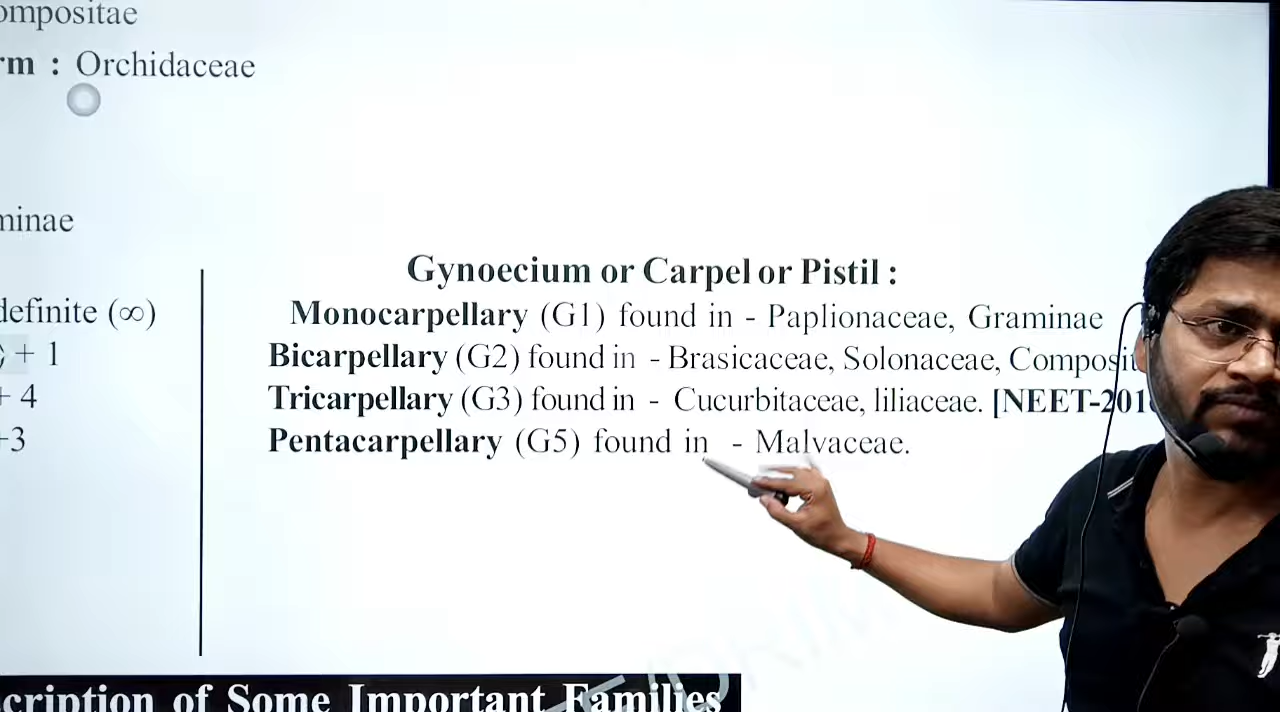 ompositae
rm : Orchidaceae
minae
definite (∞)
+ 1
+ 4
+3
Gynoecium or Carpel or Pistil :
Monocarpellary (G1) found in - Paplionaceae, Graminae
Bicarpellary (G2) found in - Brasicaceae, Solonaceae, Composit
Tricarpellary (G3) found in - Cucurbitaceae, liliaceae. [NEET-201
Pentacarpellary (G5) found in - Malvaceae.
cription of Some Important Families